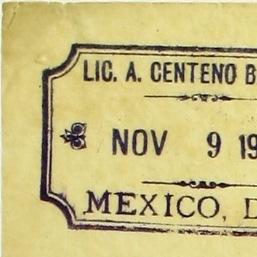 LIC. A. CENTENO B
NOV 9 19
MEXICO, D